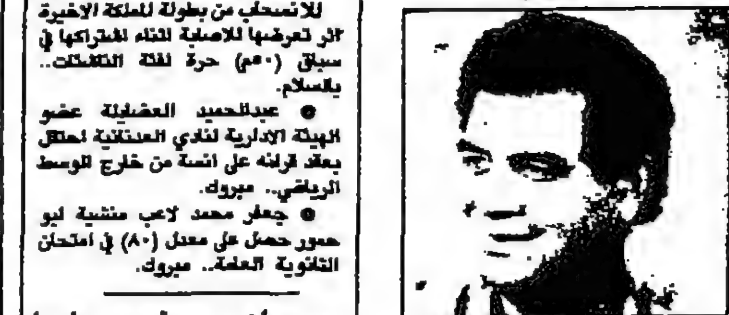 للانسحاب من بطولة المملكة الاخيرة
اثر تعرضها للاصابة اثناء اشتراكها في
سباق (٥٠م) حرة لفئة الناشئات..
بالسلام.
● عبدالحميد العضايلة عضو
الهيئة الادارية لنادي العدنانية احتفل
بعقد قرانه على انسة من خارج الوسط
الرياضي.. مبروك.
● جعفر محمد لاعب منشية ابو
حمور حصل على معدل (٨٠) في امتحان
الثانوية العامة.. مبروك.